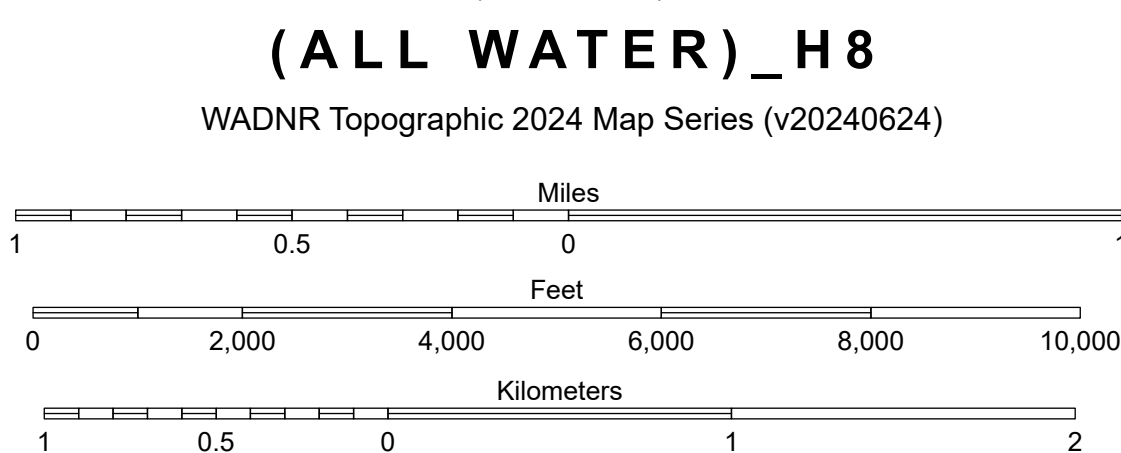 (ALL WATER)_H8
WADNR Topographic 2024 Map Series (v20240624)
Miles
1 0.5 0
Feet
0 2,000 4,000 6,000 8,000 10,000
Kilometers
1 0.5 0 1 2